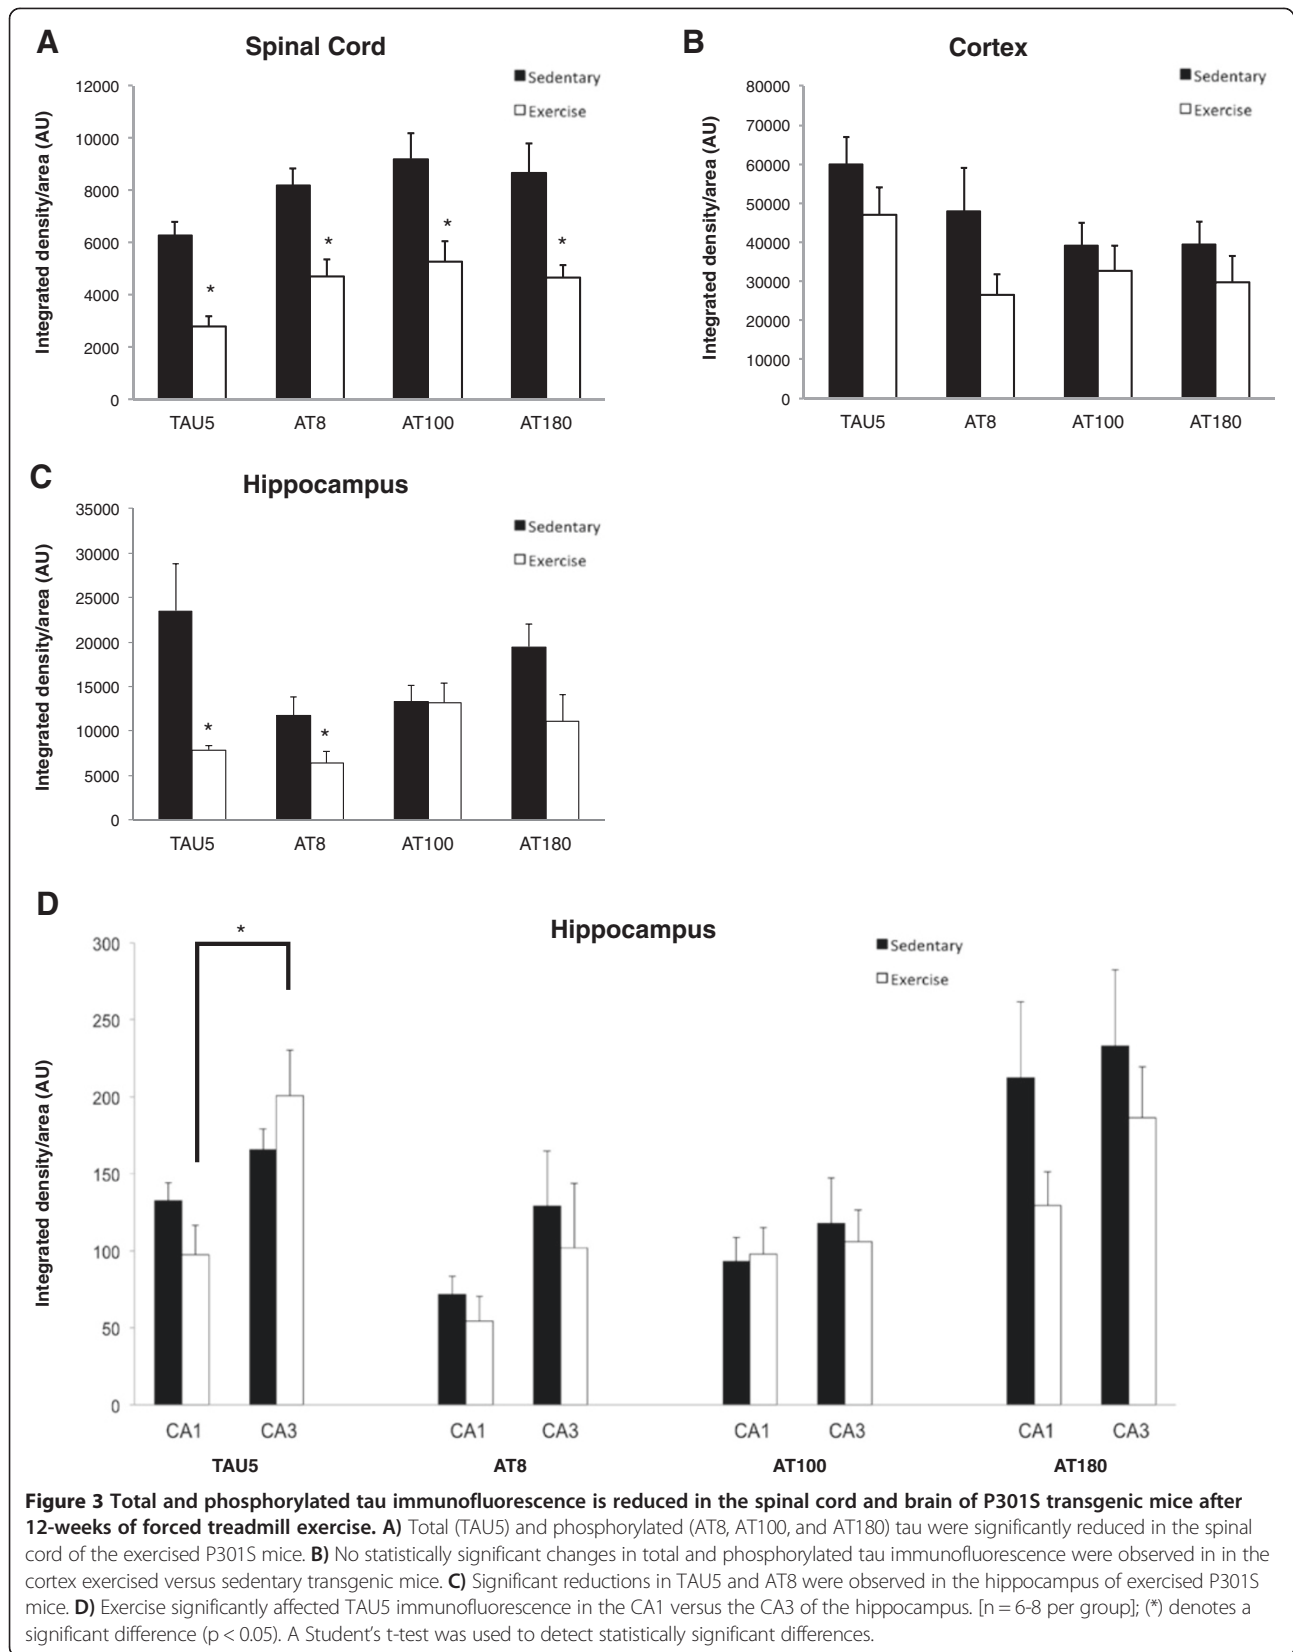 A
Spinal Cord
Sedentary
Exercise
Integrated density/area (AU)
12000
10000
8000
6000
4000
2000
0
*
*
*
*
TAU5 AT8 AT100 AT180
B
Cortex
Sedentary
Exercise
Integrated density/area (AU)
80000
70000
60000
50000
40000
30000
20000
10000
0
TAU5 AT8 AT100 AT180
C
Hippocampus
Sedentary
Exercise
Integrated density/area (AU)
35000
30000
25000
20000
15000
10000
5000
0
*
*
TAU5 AT8 AT100 AT180
D
Hippocampus
Sedentary
Exercise
Integrated density/area (AU)
*
300
250
200
150
100
50
0
CA1 CA3 CA1 CA3 CA1 CA3 CA1 CA3
TAU5 AT8 AT100 AT180
Figure 3 Total and phosphorylated tau immunofluorescence is reduced in the spinal cord and brain of P301S transgenic mice after
12-weeks of forced treadmill exercise. A) Total (TAU5) and phosphorylated (AT8, AT100, and AT180) tau were significantly reduced in the spinal
cord of the exercised P301S mice. B) No statistically significant changes in total and phosphorylated tau immunofluorescence were observed in in the
cortex exercised versus sedentary transgenic mice. C) Significant reductions in TAU5 and AT8 were observed in the hippocampus of exercised P301S
mice. D) Exercise significantly affected TAU5 immunofluorescence in the CA1 versus the CA3 of the hippocampus. [n = 6-8 per group]; (*) denotes a
significant difference (p < 0.05). A Student's t-test was used to detect statistically significant differences.